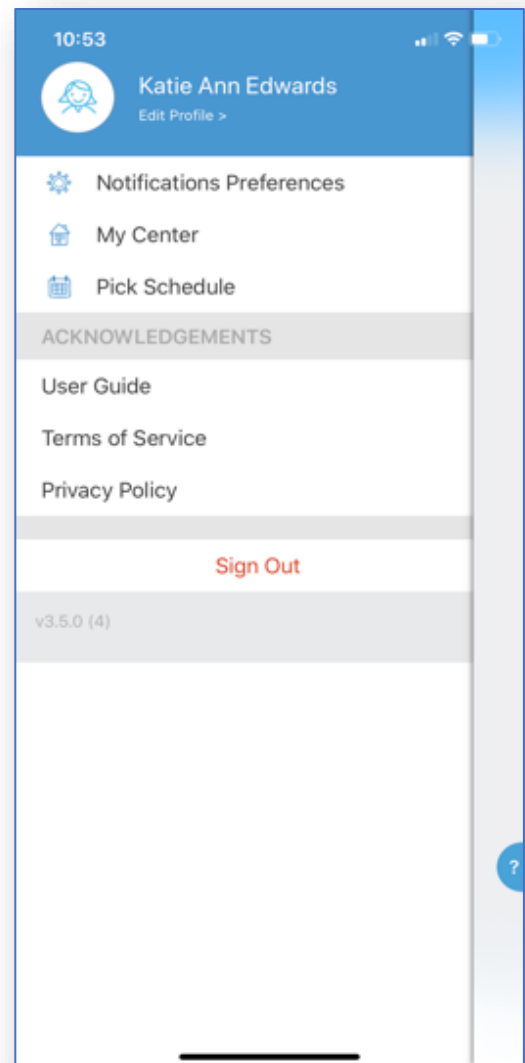 10:53
Katie Ann Edwards
Edit Profile >
Notifications Preferences
My Center
Pick Schedule
ACKNOWLEDGEMENTS
User Guide
Terms of Service
Privacy Policy
Sign Out
v3.5.0 (4)
?